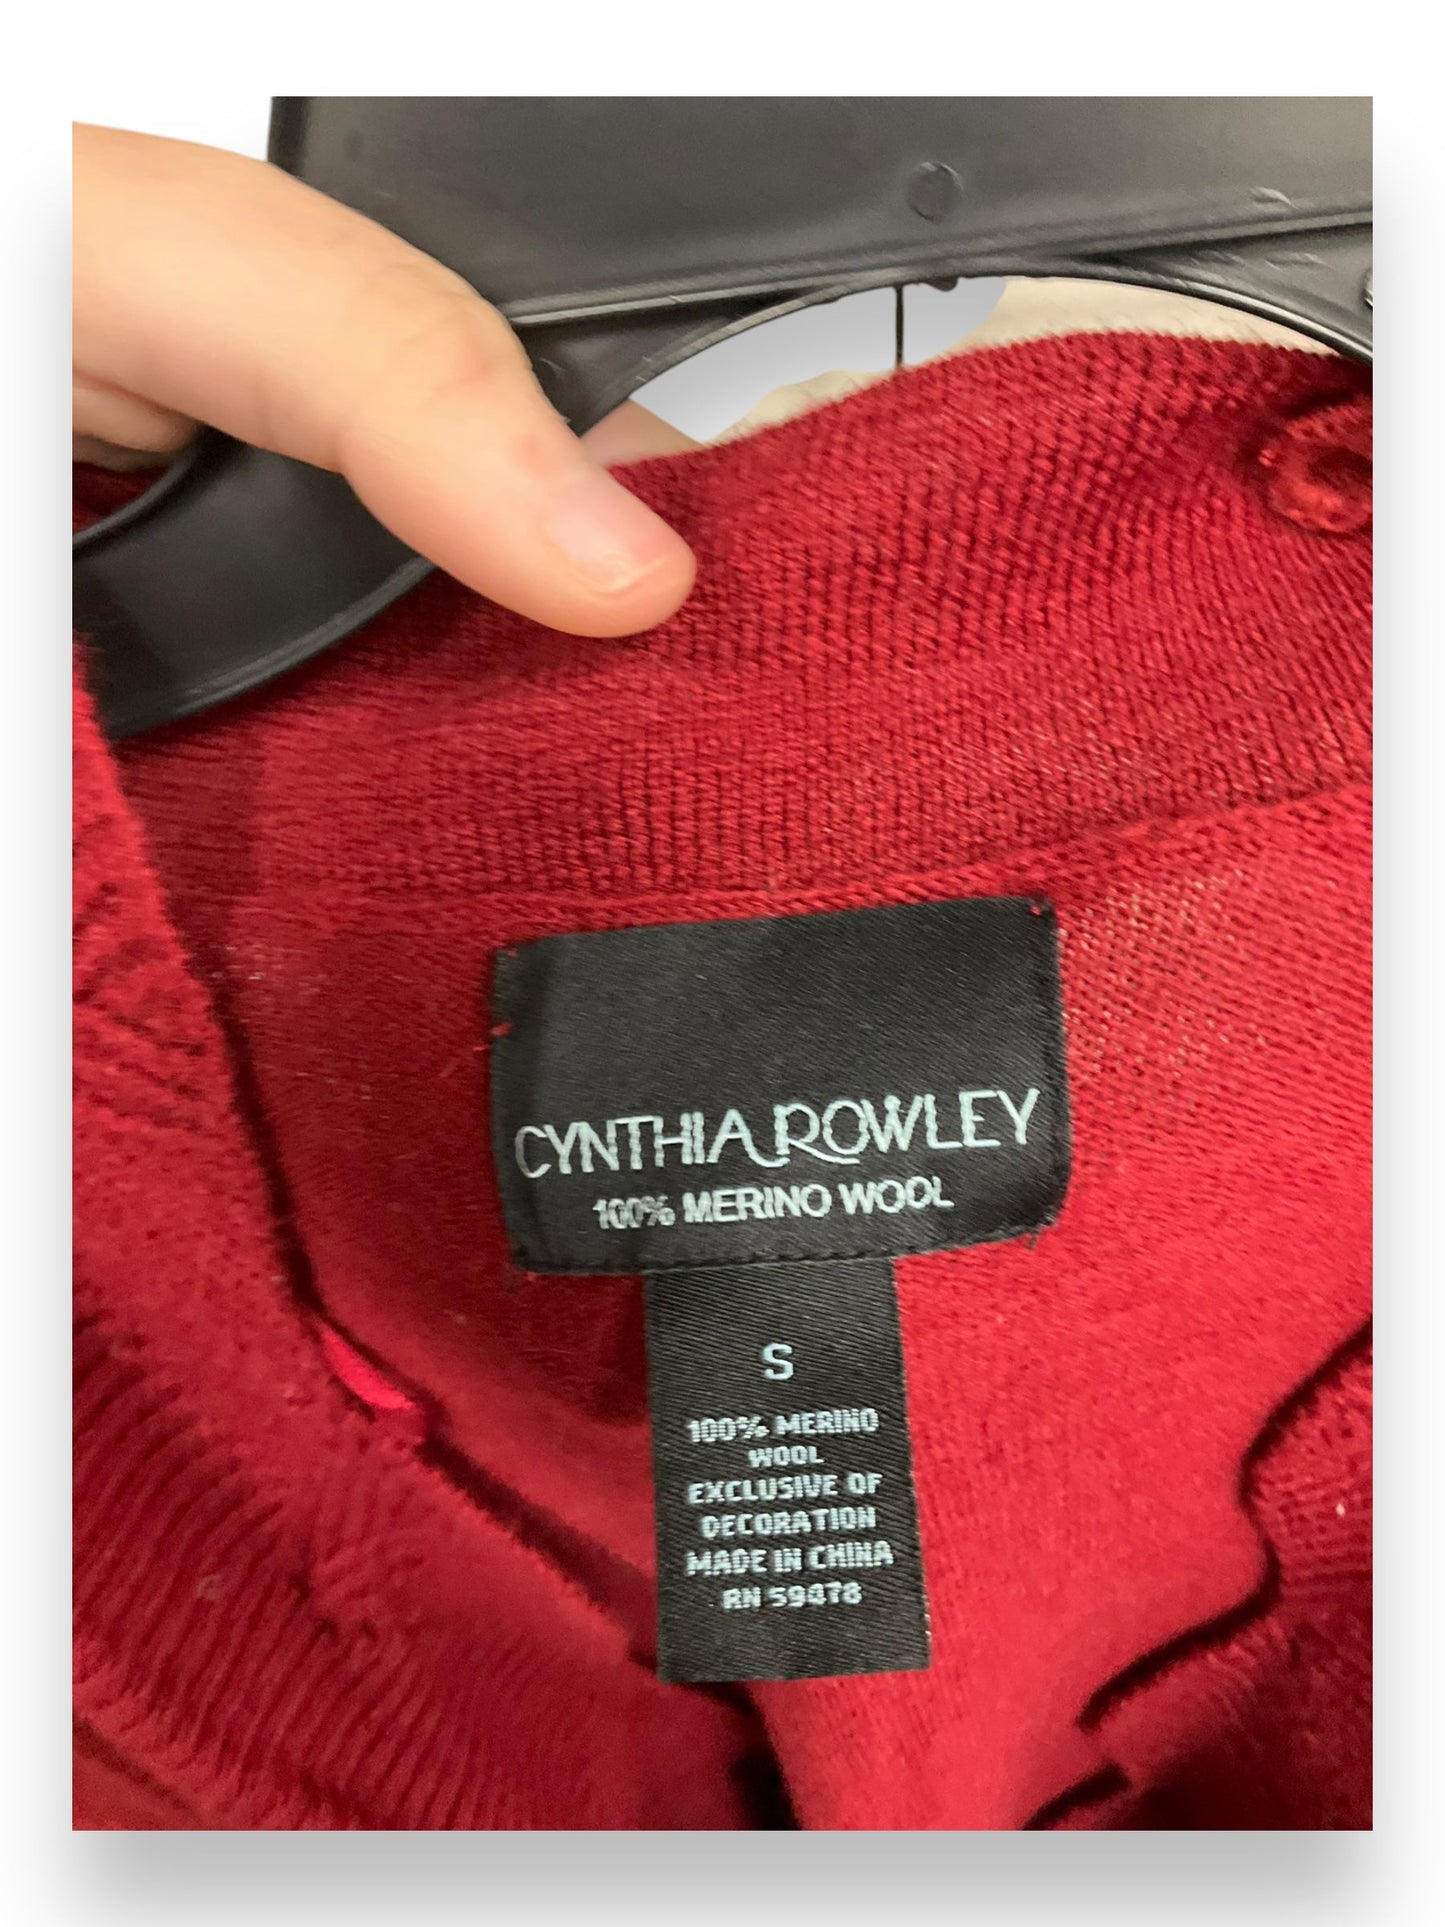 CYNTHIA ROWLEY
100% MERINO WOOL
S
100% MERINO
WOOL
EXCLUSIVE OF
DECORATION
MADE IN CHINA
RN 59478